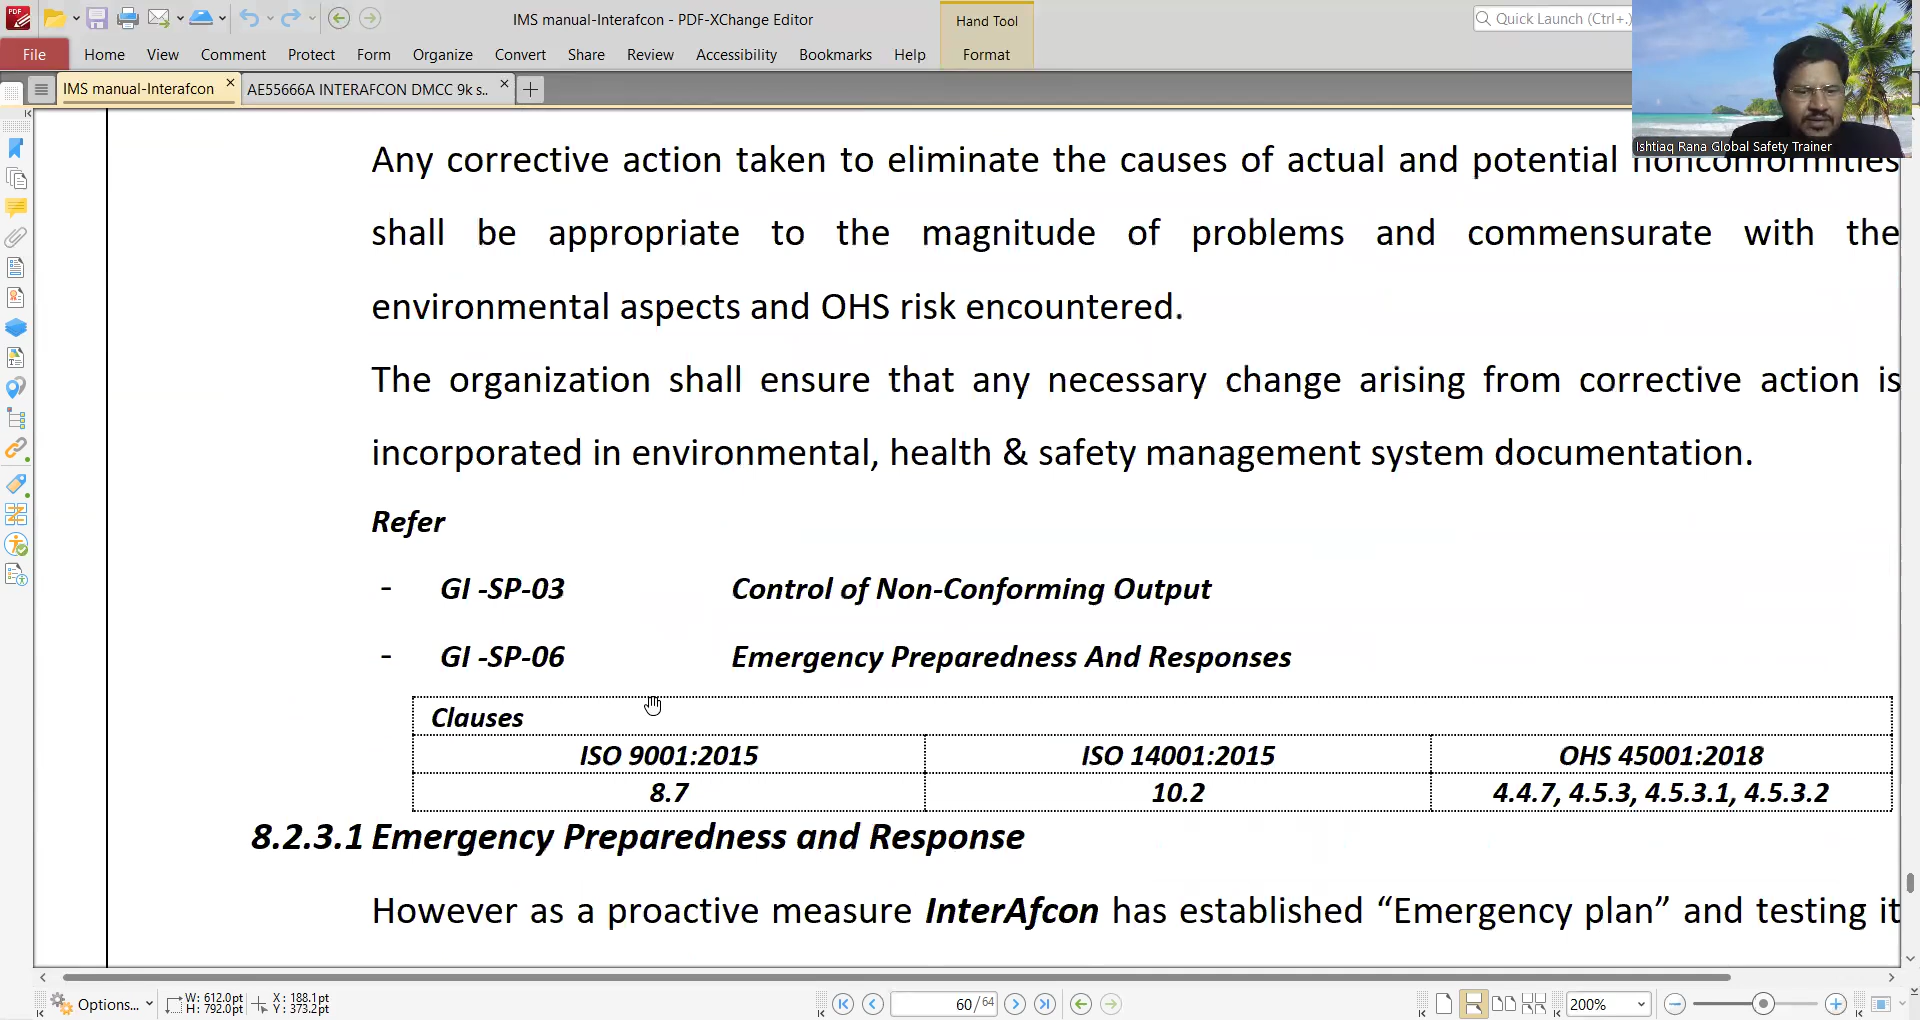 IMS manual-Interafcon - PDF-XChange Editor
Hand Tool
Quick Launch (Ctrl+.)
File Home View Comment Protect Form Organize Convert Share Review Accessibility Bookmarks Help Format
IMS manual-Interafcon
AE55666A INTERAFCON DMCC 9k s..
Ishtiaq Rana Global Safety Trainer
Any corrective action taken to eliminate the causes of actual and potential nonconformities
shall be appropriate to the magnitude of problems and commensurate with the
environmental aspects and OHS risk encountered.
The organization shall ensure that any necessary change arising from corrective action is
incorporated in environmental, health & safety management system documentation.
Refer
- GI -SP-03 Control of Non-Conforming Output
- GI -SP-06 Emergency Preparedness And Responses
Clauses
ISO 9001:2015 ISO 14001:2015 OHS 45001:2018
8.7 10.2 4.4.7, 4.5.3, 4.5.3.1, 4.5.3.2
8.2.3.1 Emergency Preparedness and Response
However as a proactive measure InterAfcon has established “Emergency plan” and testing it
Options...
W: 612.0pt
H: 792.0pt
X: 188.1pt
Y: 373.2pt
60 / 64
200%